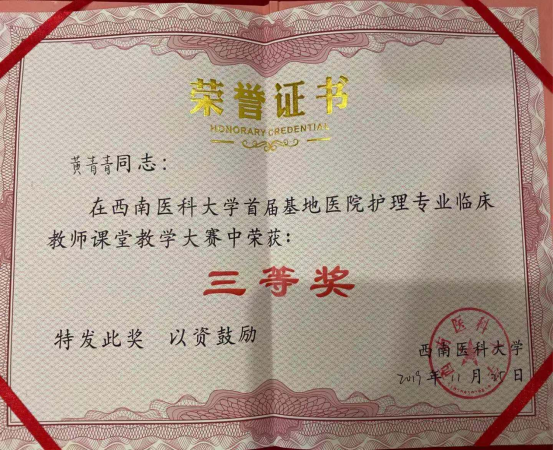 荣誉证书
HONORARY CREDENTIAL
黄青青同志：
在西南医科大学首届基地医院护理专业临床
教师课堂教学大赛中荣获：
三等奖
特发此奖 以资鼓励
西南医科大学
2019年11月 日